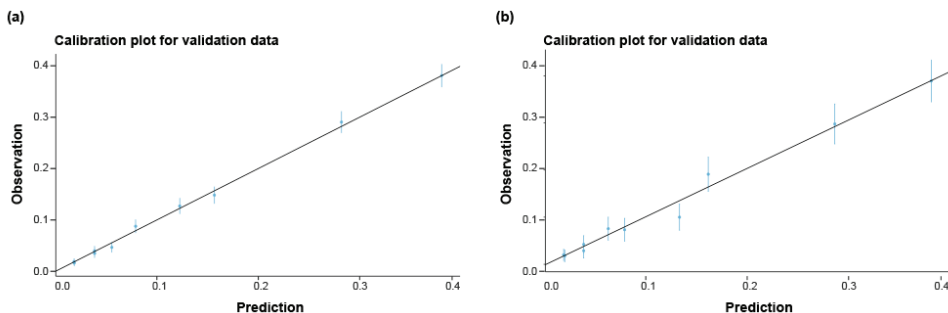 (a)
Calibration plot for validation data
0.4
0.3
0.2
0.1
0.0
Observation
0.0 0.1 0.2 0.3 0.4
Prediction
(b)
Calibration plot for validation data
0.4
0.3
0.2
0.1
0.0
Observation
0.0 0.1 0.2 0.3 0.4
Prediction